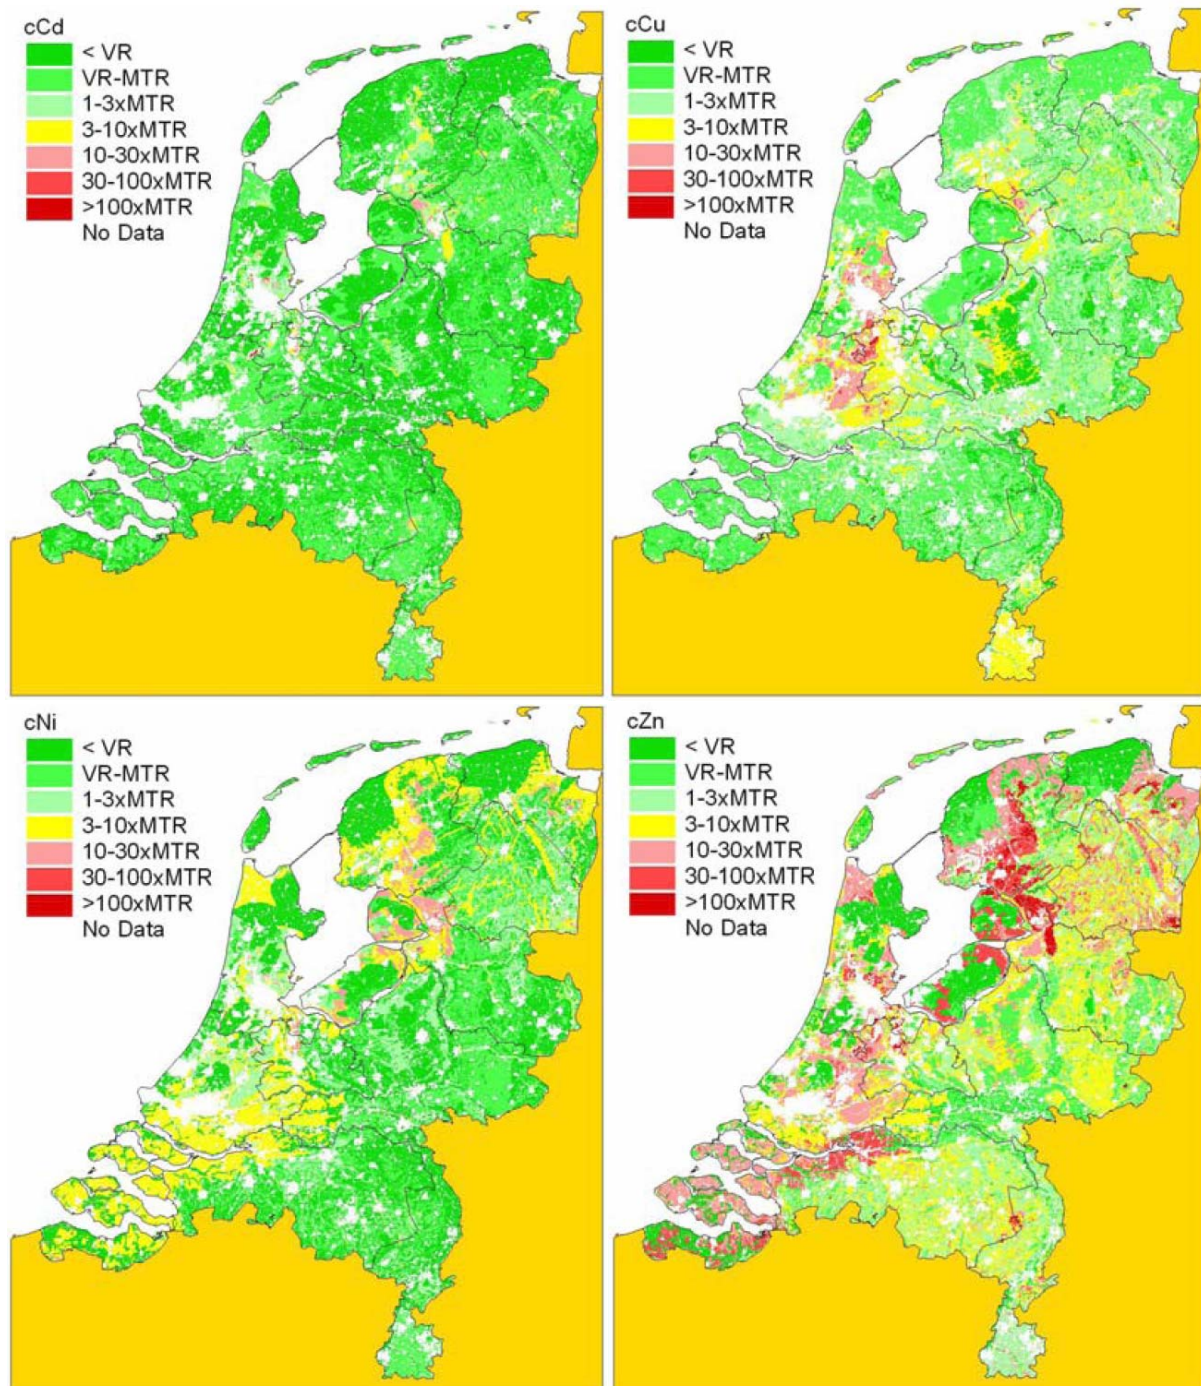 cCd
< VR
VR-MTR
1-3xMTR
3-10xMTR
10-30xMTR
30-100xMTR
>100xMTR
No Data
cCu
< VR
VR-MTR
1-3xMTR
3-10xMTR
10-30xMTR
30-100xMTR
>100xMTR
No Data
cNi
< VR
VR-MTR
1-3xMTR
3-10xMTR
10-30xMTR
30-100xMTR
>100xMTR
No Data
cZn
< VR
VR-MTR
1-3xMTR
3-10xMTR
10-30xMTR
30-100xMTR
>100xMTR
No Data